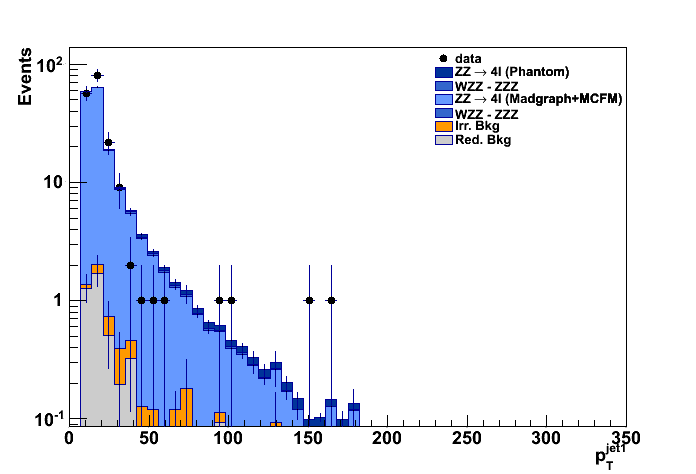 Events
10²
10
1
10⁻¹
data
ZZ → 4l (Phantom)
WZZ - ZZZ
ZZ → 4l (Madgraph+MCFM)
WZZ - ZZZ
Irr. Bkg
Red. Bkg
0 50 100 150 200 250 300 350
p_T^jet1